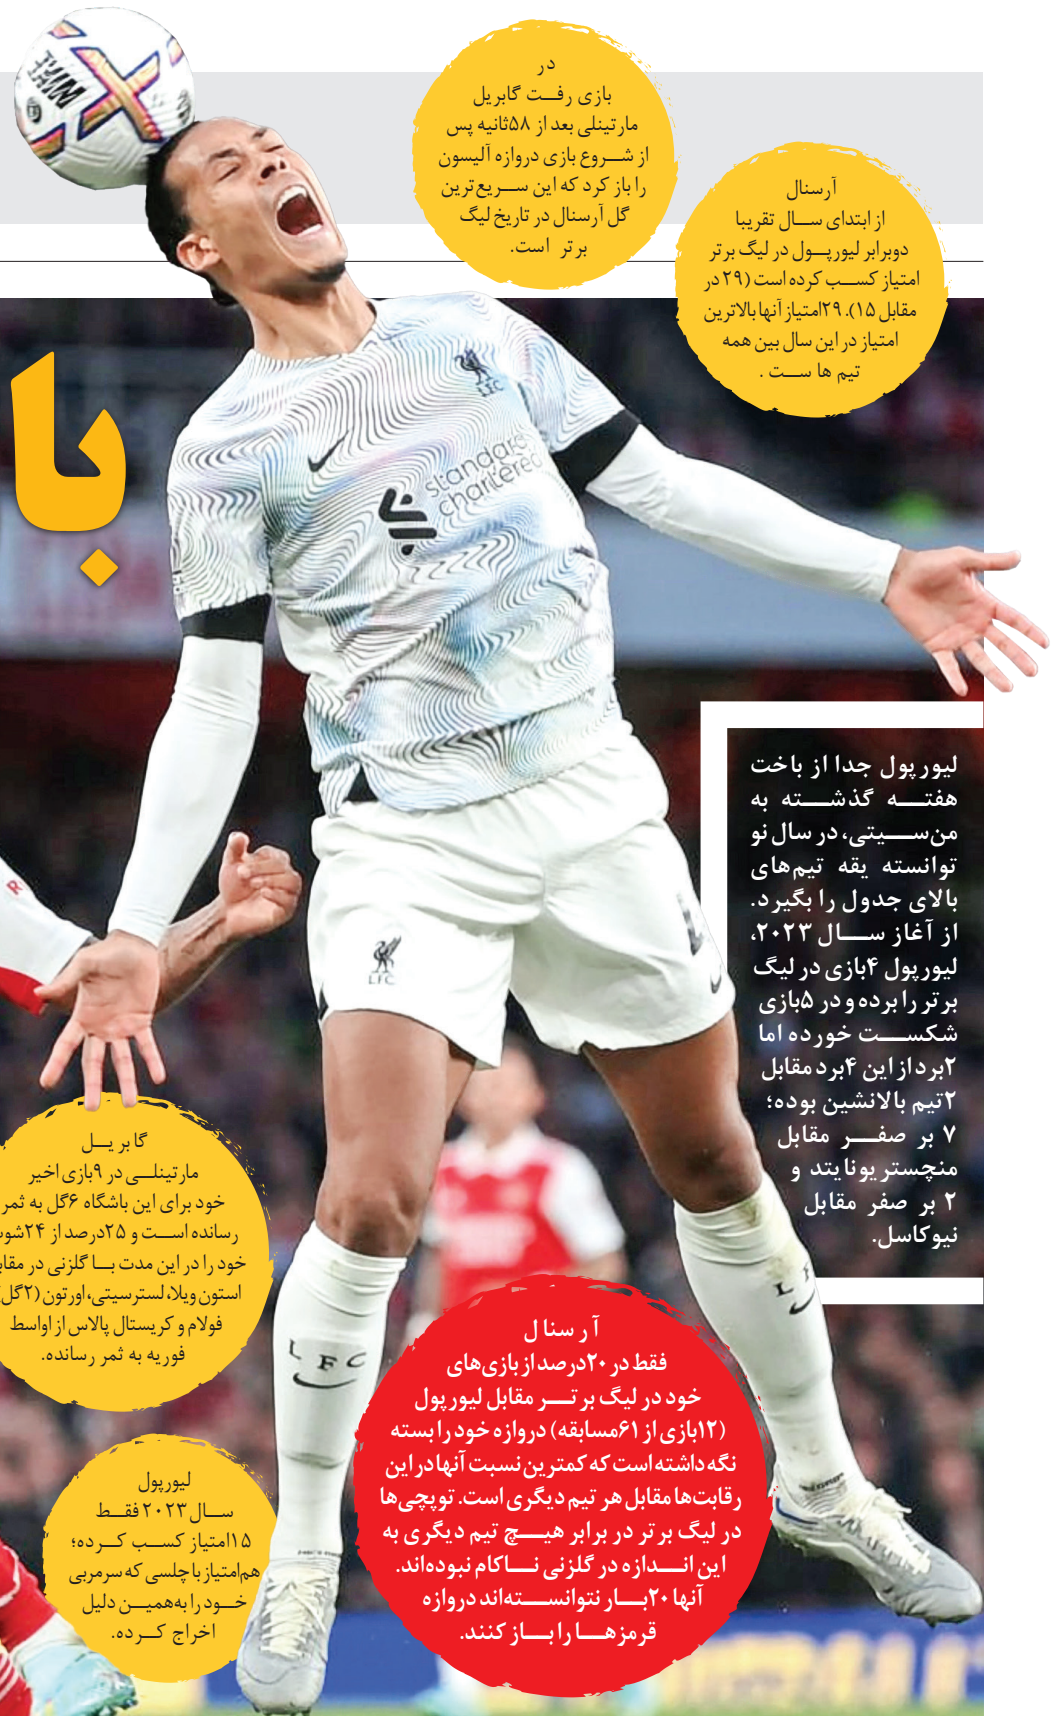 در
بازی رفت گابریل
مارتینلی بعد از ۵۸ثانیه پس
از شروع بازی دروازه آلیسون
را باز کرد که این سریع‌ترین
گل آرسنال در تاریخ لیگ
برتر است.
آرسنال
از ابتدای سال تقریبا
دوبرابر لیورپول در لیگ برتر
امتیاز کسب کرده است (۲۹ در
مقابل ۱۵). ۲۹امتیاز آنها بالاترین
امتیاز در این سال بین همه
تیم ها ست .
با
NIKE
LFC
standard
chartered
لیورپول جدا از باخت
هفته گذشته به
من‌سیتی، در سال نو
توانسته یقه تیم‌های
بالای جدول را بگیرد.
از آغاز سال ۲۰۲۳،
لیورپول ۴بازی در لیگ
برتر را برده و در ۵بازی
شکست خورده اما
۲برد از این ۴برد مقابل
۲تیم بالانشین بوده؛
۷ بر صفر مقابل
منچستریونایتد و
۲ بر صفر مقابل
نیوکاسل.
LFC
گابریل
مارتینلی در ۹بازی اخیر
خود برای این باشگاه ۶گل به ثمر
رسانده است و ۲۵درصد از ۲۴
خود را در این مدت با گلزنی در
استون‌ویلا، لسترسیتی، اورتون (۲گل
فولام و کریستال پالاس از اواسط
فوریه به ثمر رسانده.
LFC
آرسنال
فقط در ۲۰درصد از بازی‌های
خود در لیگ برتر مقابل لیورپول
(۱۲بازی از ۶۱مسابقه) دروازه خود را بسته
نگه داشته است که کمترین نسبت آنها در این
رقابت‌ها مقابل هر تیم دیگری است. توپچی‌ها
در لیگ برتر در برابر هیچ تیم دیگری به
این اندازه در گلزنی ناکام نبوده‌اند.
آنها ۲۰بار نتوانسته‌اند دروازه
قرمزها را باز کنند.
لیورپول
سال ۲۰۲۳ فقط
۱۵امتیاز کسب کرده؛
هم‌امتیاز با چلسی که سرمربی
خود را به‌همین دلیل
اخراج کرده.